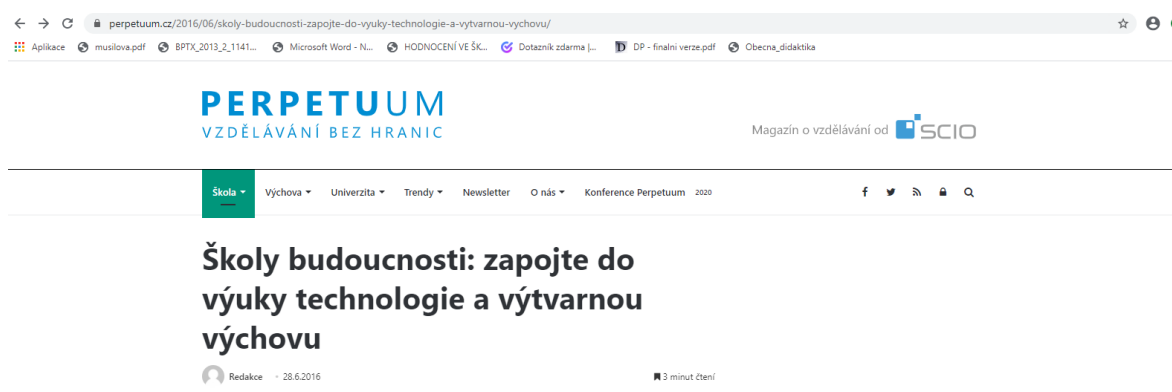 perpetuum.cz/2016/06/skoly-budoucnosti-zapojte-do-vyuky-technologie-a-vytvarnou-vychovu/
Aplikace musilova.pdf BPTX_2013_2_1141... Microsoft Word - N... HODNOCENÍ VE ŠK... Dotazník zdarma |... DP - finalni verze.pdf Obecna_didaktika
PERPETUUM
VZDĚLÁVÁNÍ BEZ HRANIC
Magazín o vzdělávání od SCIO
Škola Výchova Univerzita Trendy Newsletter O nás Konference Perpetuum 2020
Školy budoucnosti: zapojte do
výuky technologie a výtvarnou
výchovu
Redakce 28.6.2016 3 minut čtení